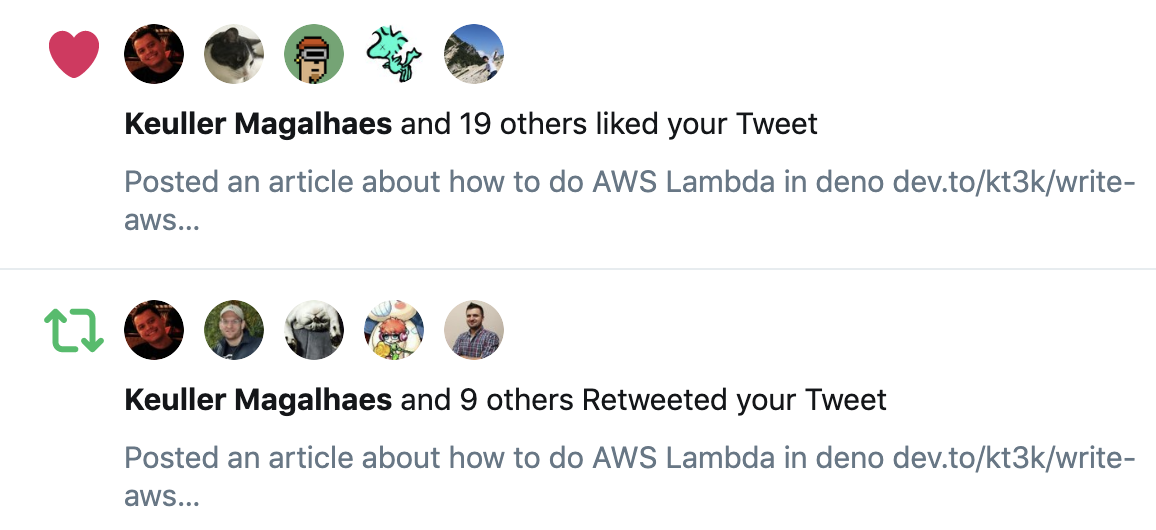 Keuller Magalhaes and 19 others liked your Tweet
Posted an article about how to do AWS Lambda in deno dev.to/kt3k/write-
aws...
Keuller Magalhaes and 9 others Retweeted your Tweet
Posted an article about how to do AWS Lambda in deno dev.to/kt3k/write-
aws...